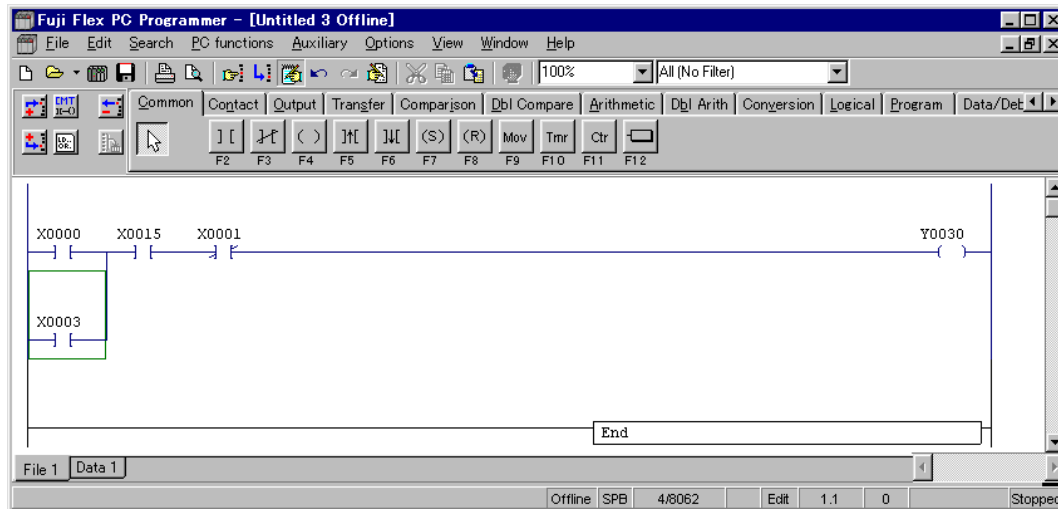 Fuji Flex PC Programmer - [Untitled 3 Offline]
File Edit Search PC functions Auxiliary Options View Window Help
100% All (No Filter)
Common Contact Output Transfer Comparison Dbl Compare Arithmetic Dbl Arith Conversion Logical Program Data/Det
(S) (R) Mov Tmr Ctr
F2 F3 F4 F5 F6 F7 F8 F9 F10 F11 F12
X0000 X0015 X0001 Y0030
X0003
End
File 1 Data 1
Offline SPB 4/8062 Edit 1.1 0 Stopped